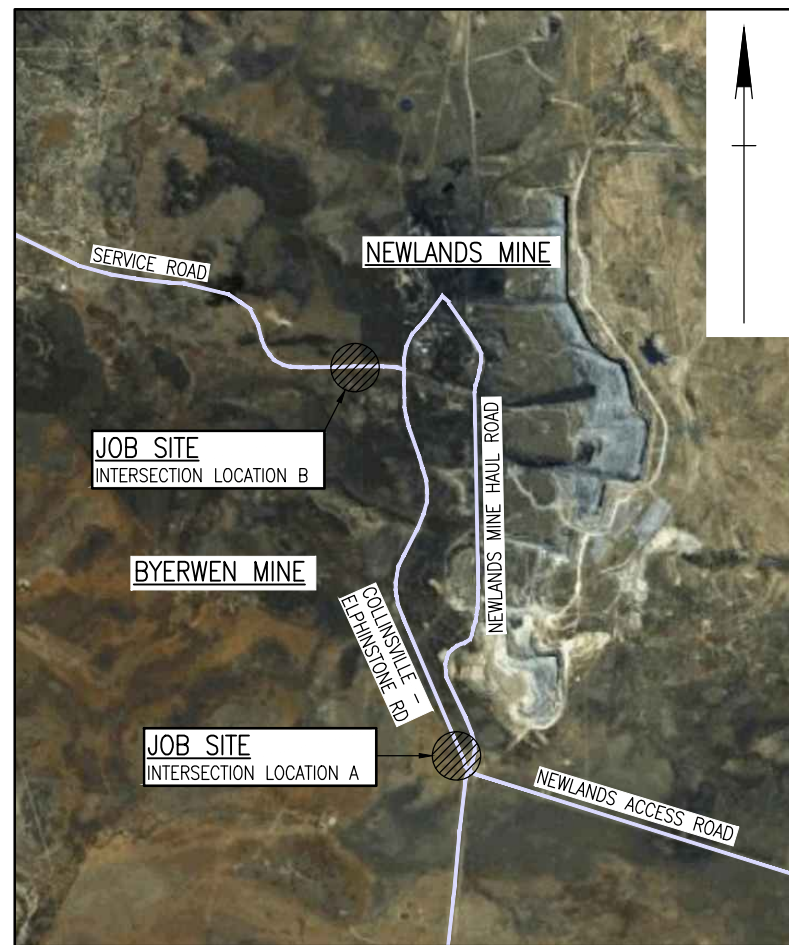 NEWLANDS MINE
SERVICE ROAD
JOB SITE
INTERSECTION LOCATION B
NEWLANDS MINE HAUL ROAD
BYERWEN MINE
COLLINSVILLE –
ELPHINSTONE RD
JOB SITE
INTERSECTION LOCATION A
NEWLANDS ACCESS ROAD